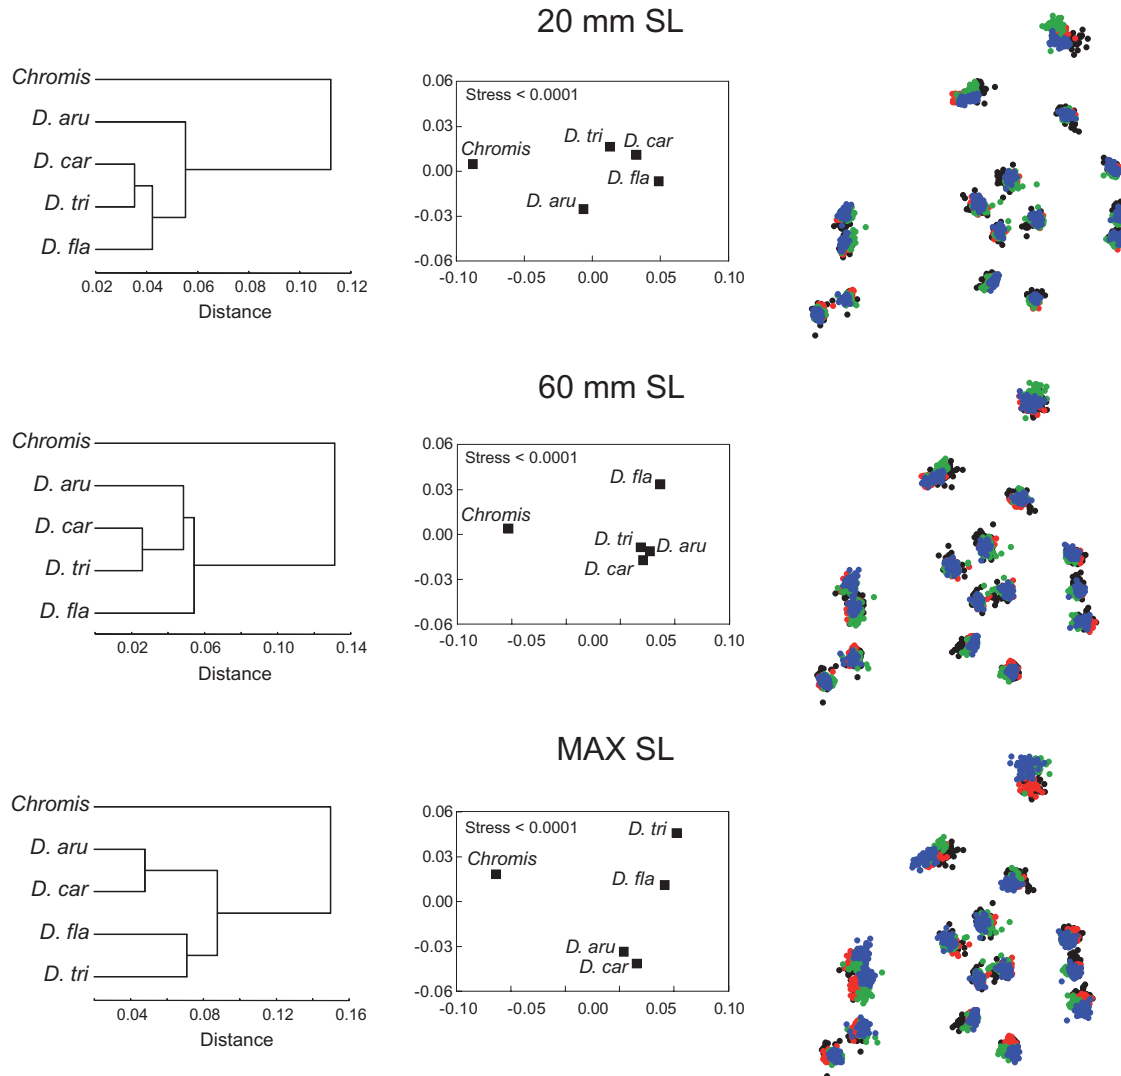 20 mm SL
Chromis
D. aru
D. car
D. tri
D. fla
0.02 0.04 0.06 0.08 0.10 0.12
Distance
0.06
0.03
0.00
-0.03
-0.06
Stress < 0.0001
D. tri D. car
Chromis
D. fla
D. aru
-0.10 -0.05 0.00 0.05 0.10
60 mm SL
Chromis
D. aru
D. car
D. tri
D. fla
0.02 0.06 0.10 0.14
Distance
0.06
0.03
0.00
-0.03
-0.06
Stress < 0.0001
D. fla
Chromis
D. tri D. aru
D. car
-0.10 -0.05 0.00 0.05 0.10
MAX SL
Chromis
D. aru
D. car
D. fla
D. tri
0.04 0.08 0.12 0.16
Distance
0.06
0.03
0.00
-0.03
-0.06
Stress < 0.0001
D. tri
Chromis
D. fla
D. aru
D. car
-0.10 -0.05 0.00 0.05 0.10